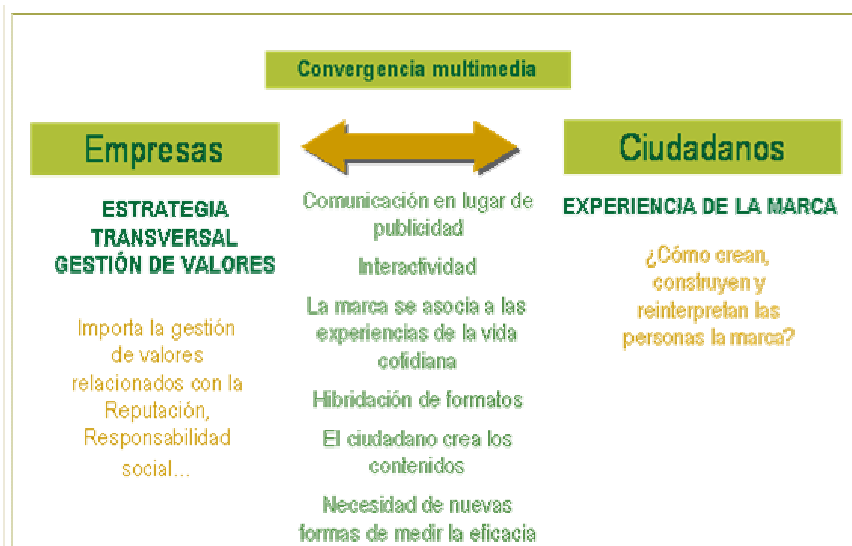 Convergencia multimedia
Empresas
ESTRATEGIA
TRANSVERSAL
GESTIÓN DE VALORES
Importa la gestión
de valores
relacionados con la
Reputación,
Responsabilidad
social...
Comunicación en lugar de
publicidad
Interactividad
La marca se asocia a las
experiencias de la vida
cotidiana
Hibridación de formatos
El ciudadano crea los
contenidos
Necesidad de nuevas
formas de medir la eficacia
Ciudadanos
EXPERIENCIA DE LA MARCA
¿Cómo crean,
construyen y
reinterpretan las
personas la marca?